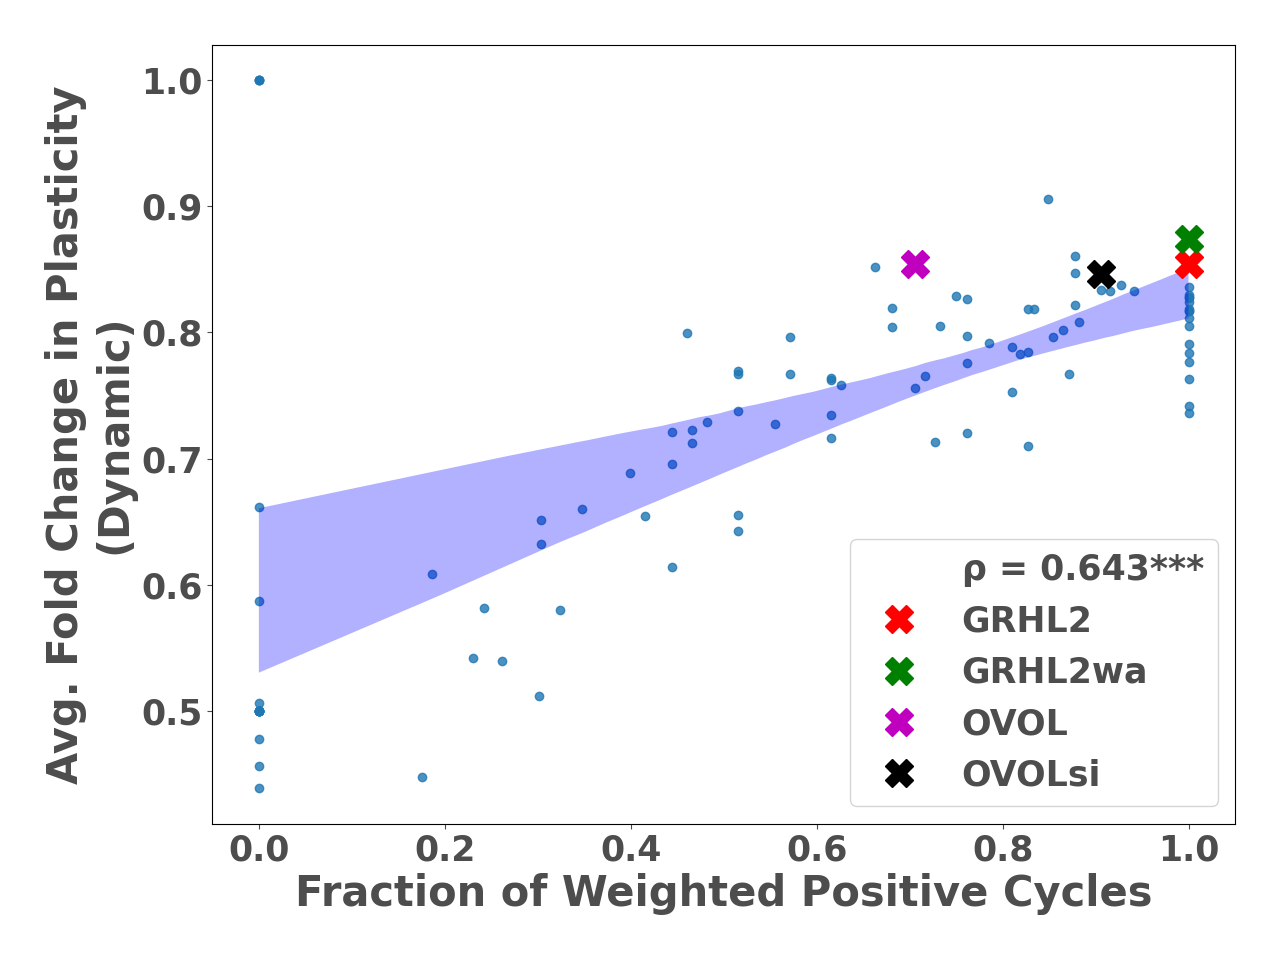 Avg. Fold Change in Plasticity
(Dynamic)
1.0
0.9
0.8
0.7
0.6
0.5
ρ = 0.643***
GRHL2
GRHL2wa
OVOL
OVOLsi
0.0 0.2 0.4 0.6 0.8 1.0
Fraction of Weighted Positive Cycles